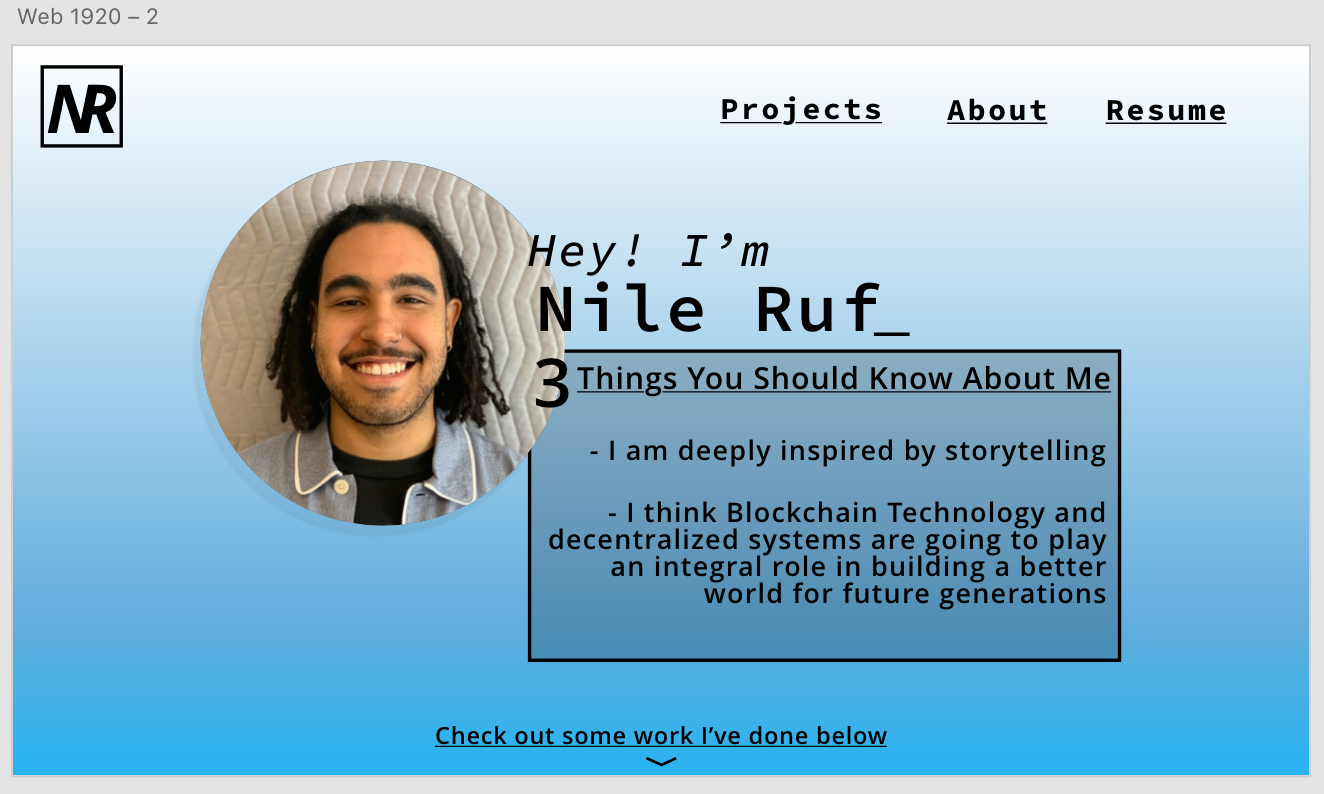 Web 1920 – 2
NR
Projects About Resume
Hey! I’m
Nile Ruf_
3 Things You Should Know About Me
- I am deeply inspired by storytelling
- I think Blockchain Technology and
decentralized systems are going to play
an integral role in building a better
world for future generations
Check out some work I’ve done below